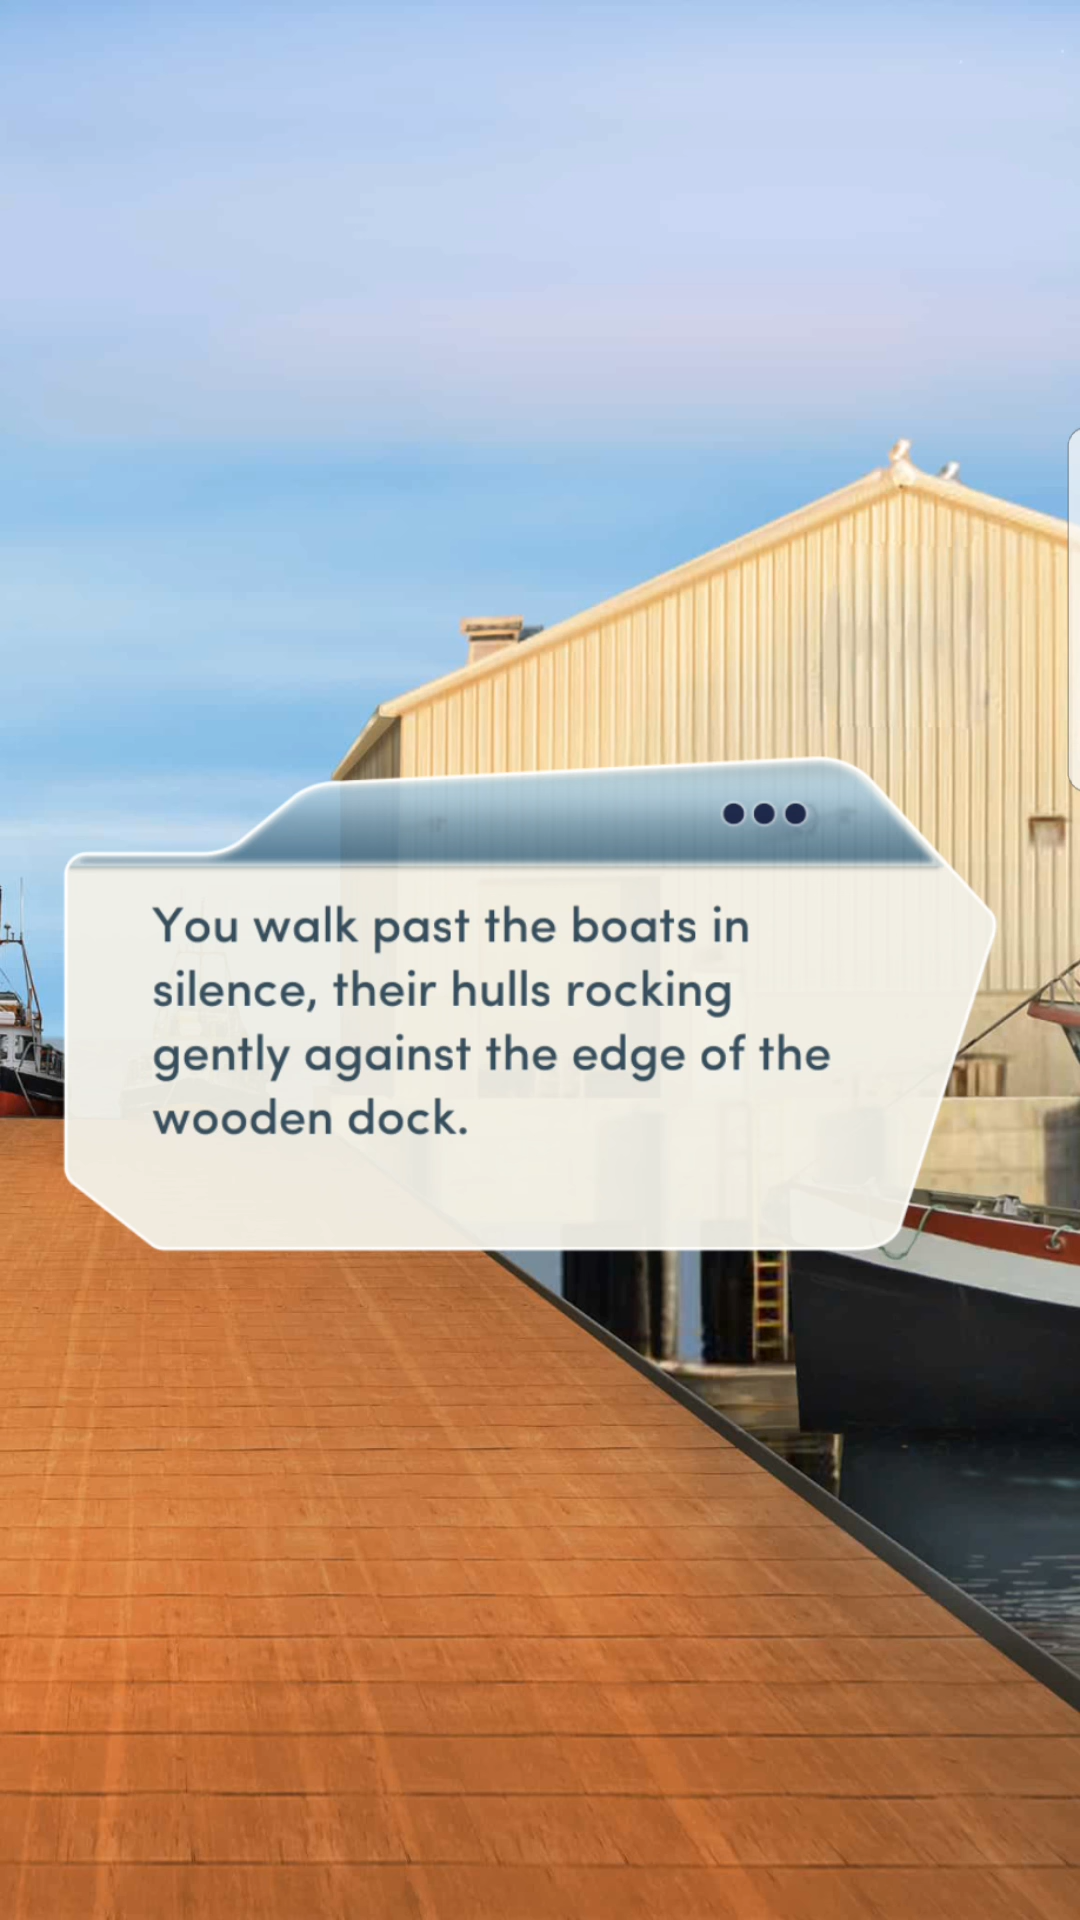 You walk past the boats in
silence, their hulls rocking
gently against the edge of the
wooden dock.